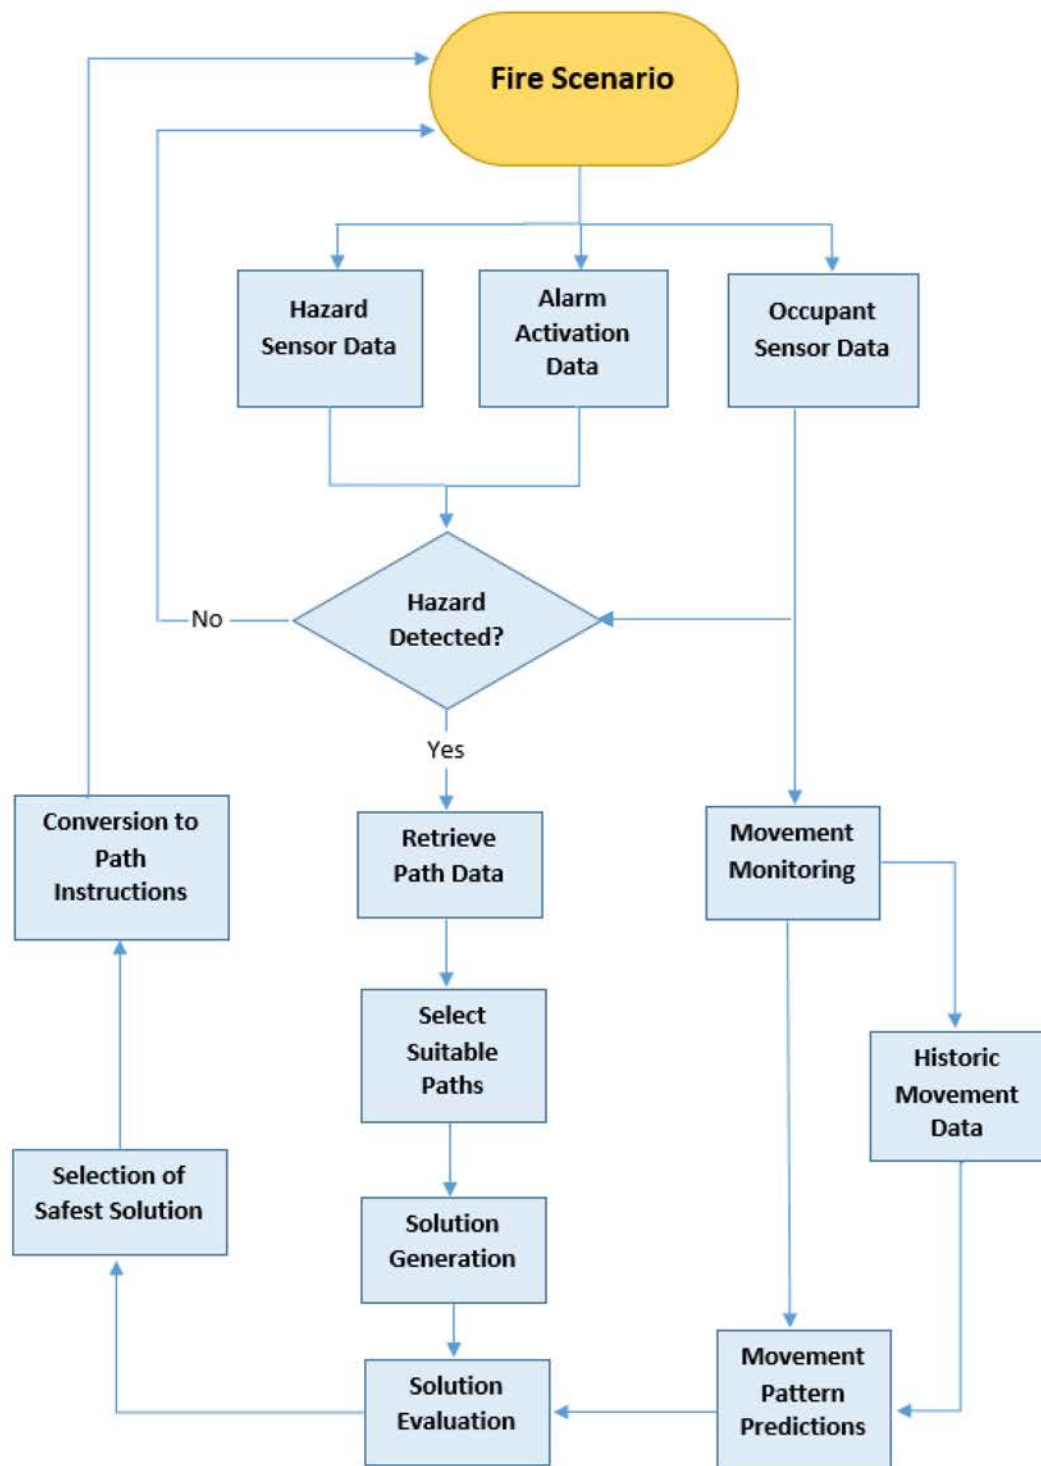 Fire Scenario
Hazard
Sensor Data
Alarm
Activation
Data
Occupant
Sensor Data
Hazard
Detected?
No
Yes
Conversion to
Path
Instructions
Retrieve
Path Data
Movement
Monitoring
Select
Suitable
Paths
Historic
Movement
Data
Selection of
Safest Solution
Solution
Generation
Solution
Evaluation
Movement
Pattern
Predictions